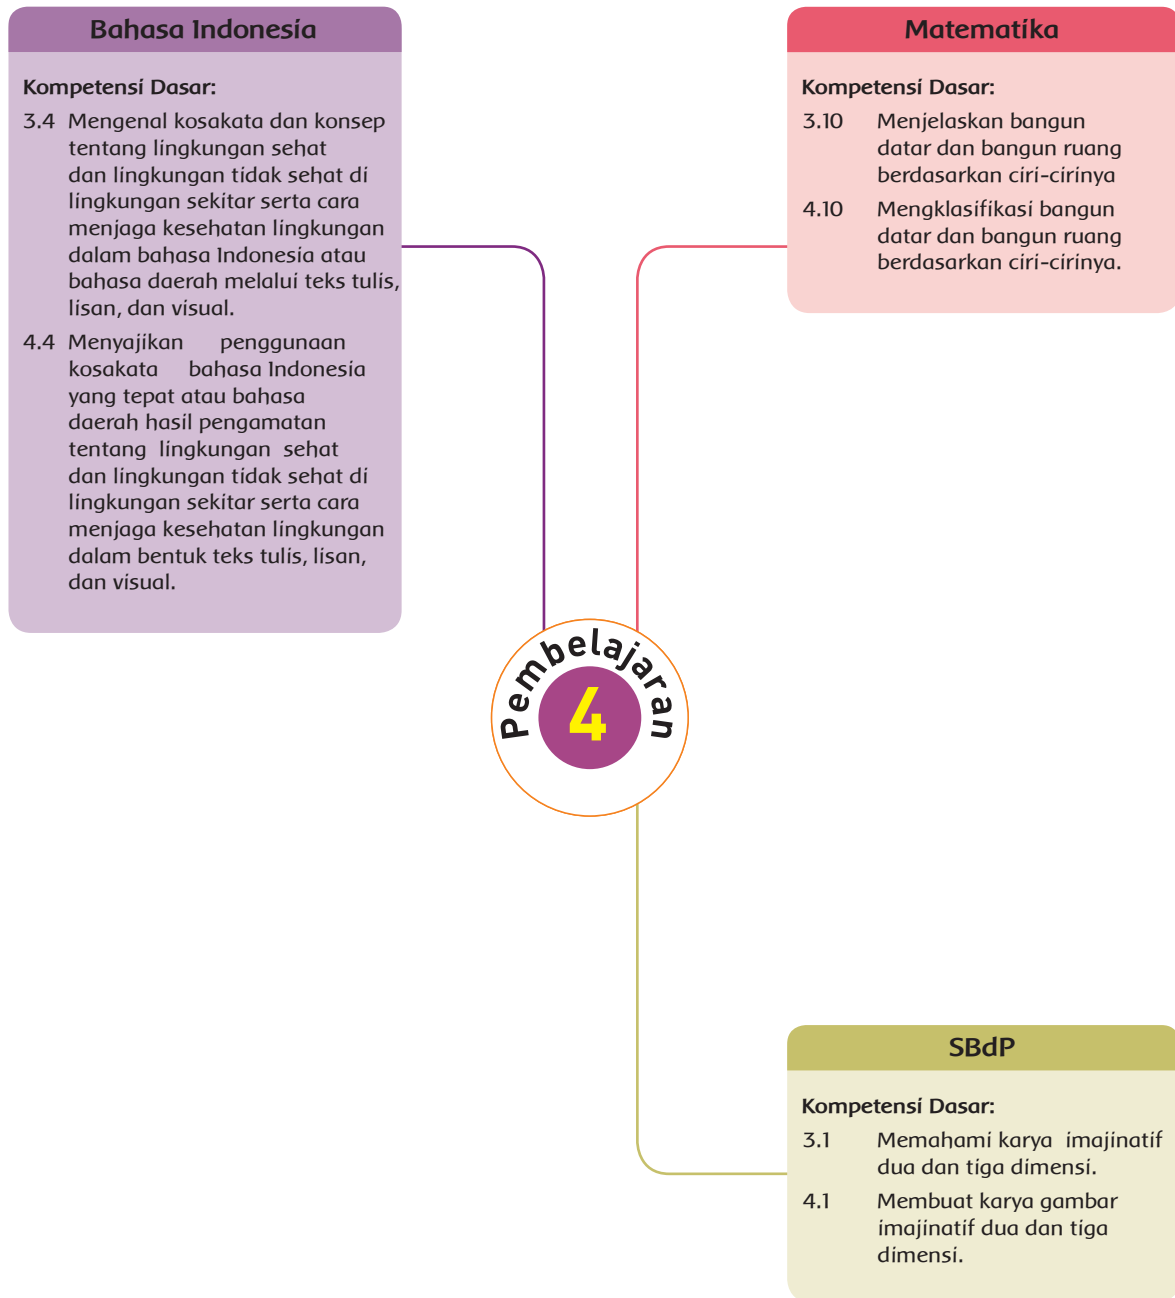 Bahasa Indonesia
Kompetensi Dasar:
3.4 Mengenal kosakata dan konsep
tentang lingkungan sehat
dan lingkungan tidak sehat di
lingkungan sekitar serta cara
menjaga kesehatan lingkungan
dalam bahasa Indonesia atau
bahasa daerah melalui teks tulis,
lisan, dan visual.
4.4 Menyajikan penggunaan
kosakata bahasa Indonesia
yang tepat atau bahasa
daerah hasil pengamatan
tentang lingkungan sehat
dan lingkungan tidak sehat di
lingkungan sekitar serta cara
menjaga kesehatan lingkungan
dalam bentuk teks tulis, lisan,
dan visual.
Matematika
Kompetensi Dasar:
3.10 Menjelaskan bangun
datar dan bangun ruang
berdasarkan ciri-cirinya
4.10 Mengklasifikasi bangun
datar dan bangun ruang
berdasarkan ciri-cirinya.
Pembelajaran
4
SBdP
Kompetensi Dasar:
3.1 Memahami karya imajinatif
dua dan tiga dimensi.
4.1 Membuat karya gambar
imajinatif dua dan tiga
dimensi.